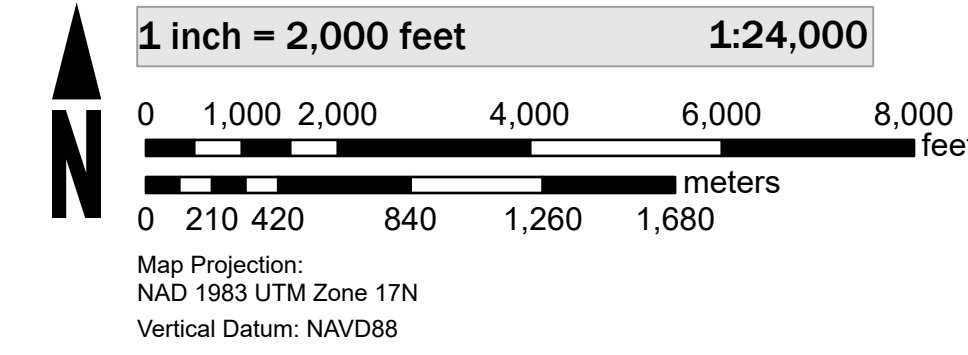 1 inch = 2,000 feet 1:24,000
0 1,000 2,000 4,000 6,000 8,000
feet
meters
0 210 420 840 1,260 1,680
N
Map Projection:
NAD 1983 UTM Zone 17N
Vertical Datum: NAVD88